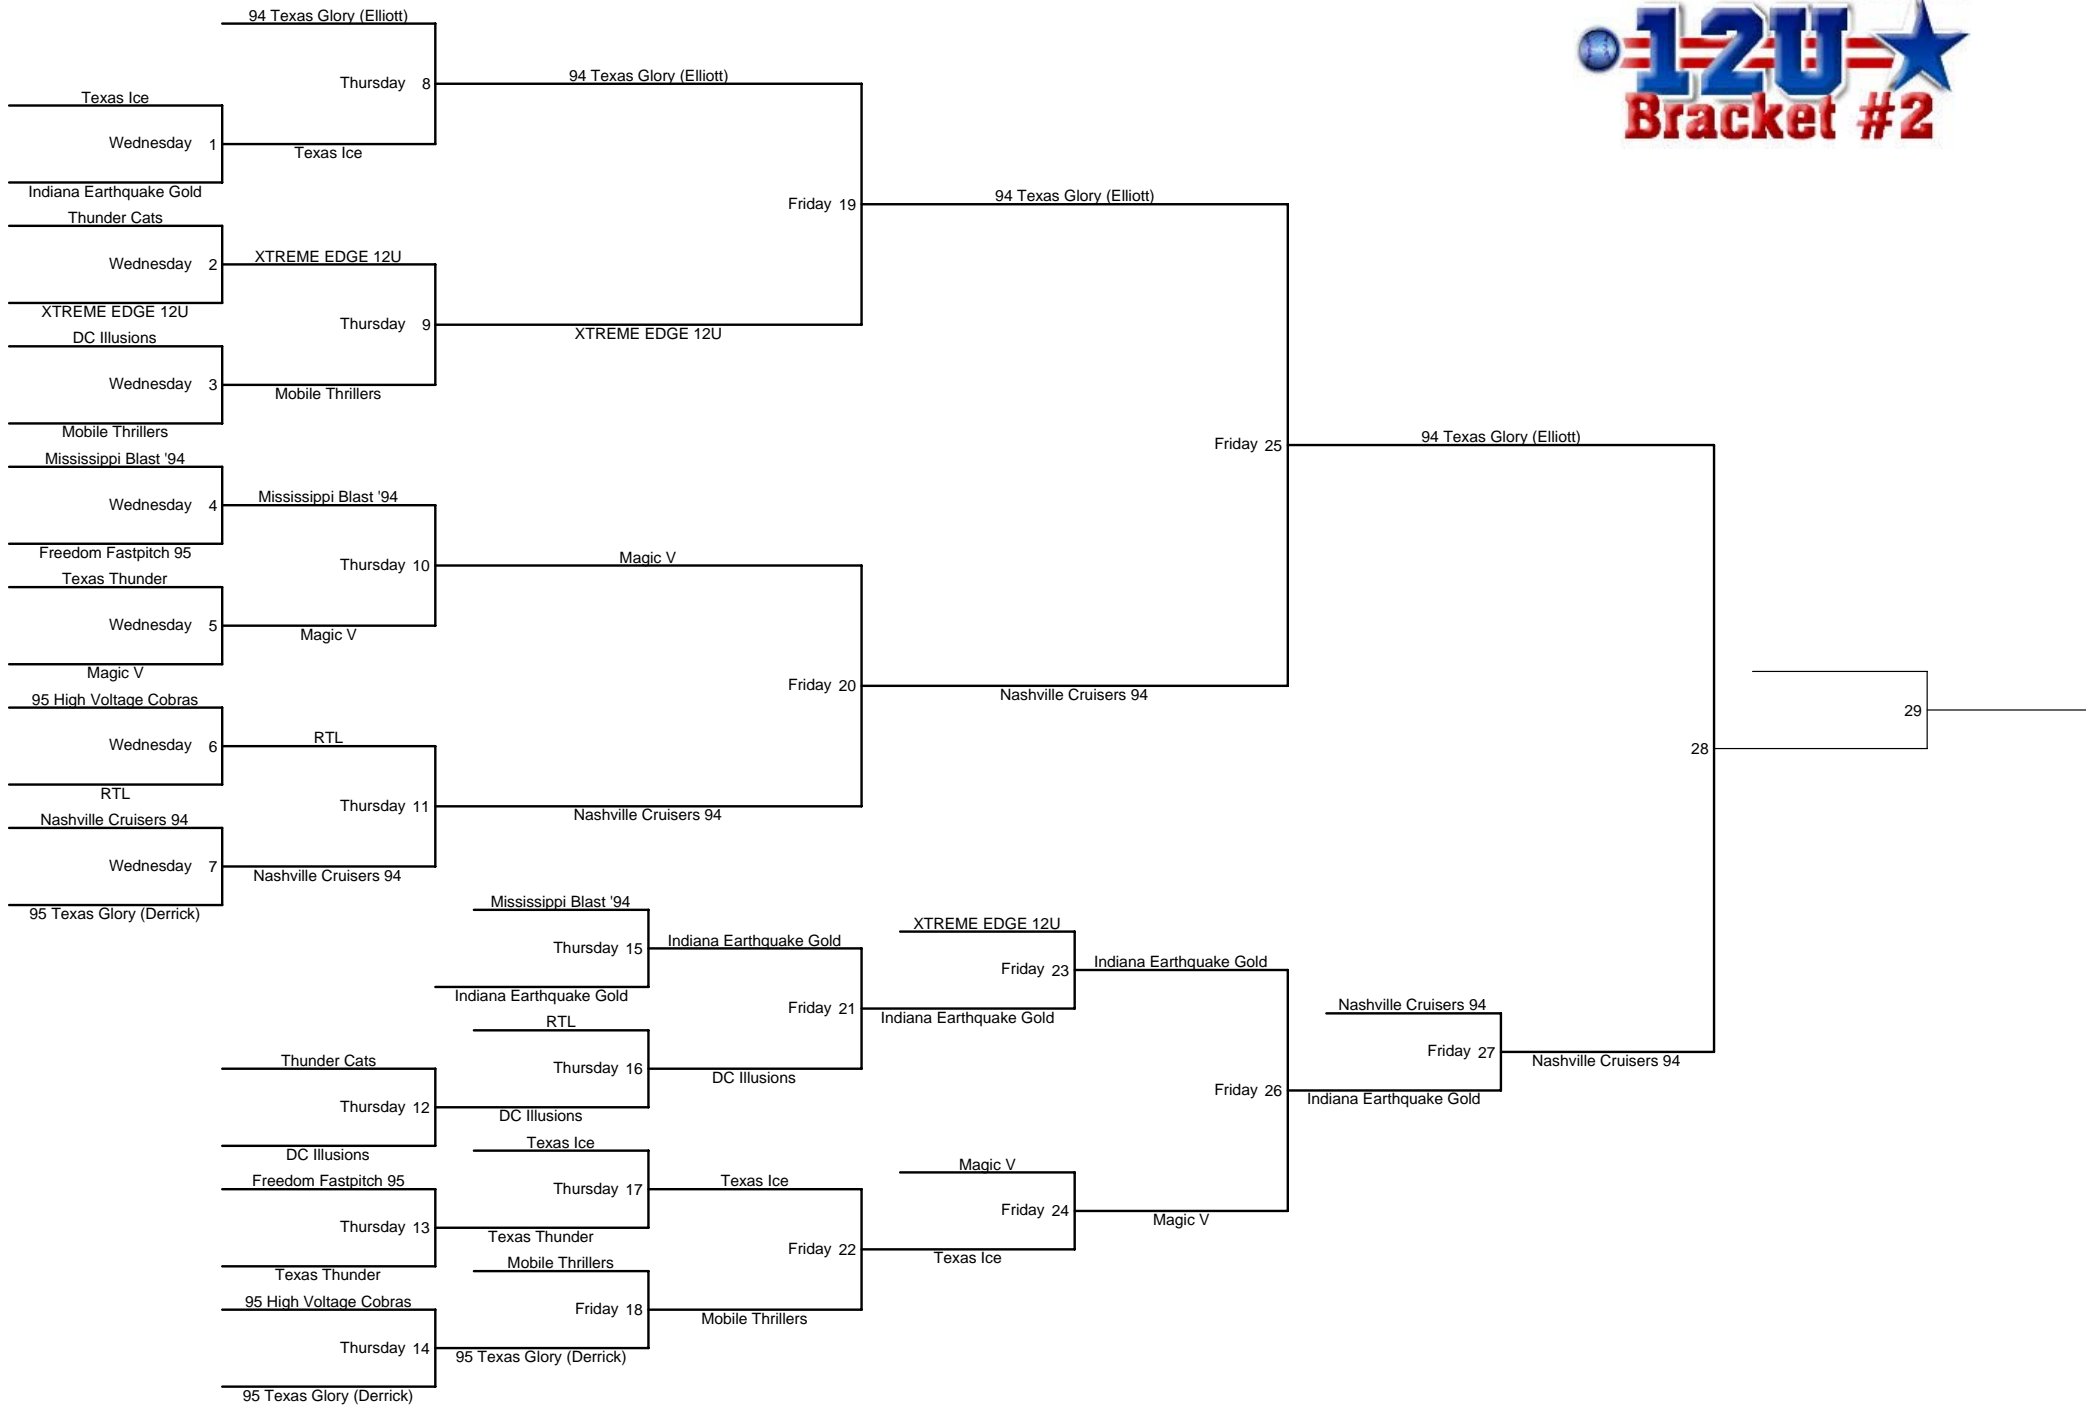 12U
Bracket #2
94 Texas Glory (Elliott)
Thursday 8
94 Texas Glory (Elliott)
Texas Ice
Wednesday 1
Texas Ice
Indiana Earthquake Gold
Friday 19
94 Texas Glory (Elliott)
Thunder Cats
Wednesday 2
XTREME EDGE 12U
XTREME EDGE 12U
Thursday 9
XTREME EDGE 12U
DC Illusions
Wednesday 3
Mobile Thrillers
Mobile Thrillers
Friday 25
94 Texas Glory (Elliott)
Mississippi Blast '94
Wednesday 4
Mississippi Blast '94
Freedom Fastpitch 95
Thursday 10
Magic V
Texas Thunder
Wednesday 5
Magic V
Magic V
Friday 20
Nashville Cruisers 94
95 High Voltage Cobras
Wednesday 6
RTL
RTL
29
28
Thursday 11
Nashville Cruisers 94
Nashville Cruisers 94
Wednesday 7
Nashville Cruisers 94
95 Texas Glory (Derrick)
Mississippi Blast '94
Thursday 15
Indiana Earthquake Gold
Indiana Earthquake Gold
XTREME EDGE 12U
Friday 23
Indiana Earthquake Gold
Friday 21
Indiana Earthquake Gold
Nashville Cruisers 94
Friday 27
Nashville Cruisers 94
RTL
Thursday 16
DC Illusions
Thunder Cats
Thursday 12
DC Illusions
DC Illusions
Friday 26
Indiana Earthquake Gold
Texas Ice
Thursday 17
Texas Ice
Magic V
Friday 24
Magic V
Freedom Fastpitch 95
Thursday 13
Texas Thunder
Texas Thunder
Friday 22
Texas Ice
Mobile Thrillers
Friday 18
Mobile Thrillers
95 High Voltage Cobras
Thursday 14
95 Texas Glory (Derrick)
95 Texas Glory (Derrick)